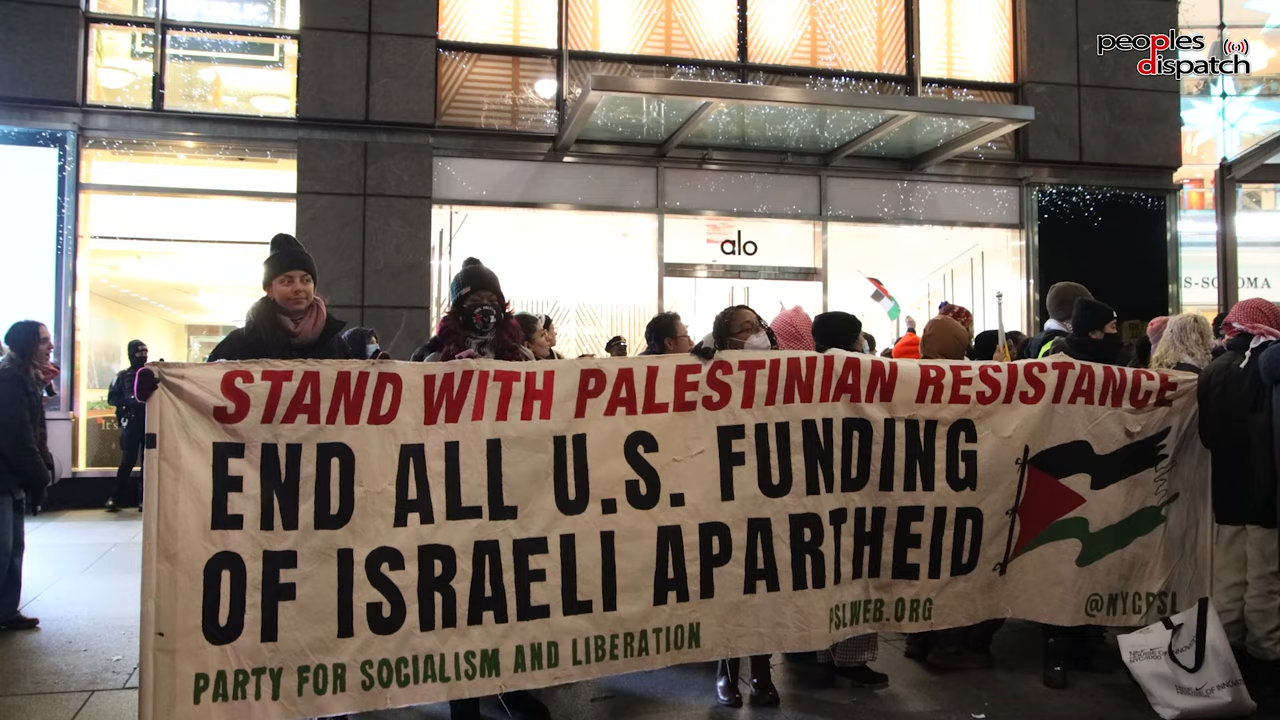 peoples
dispatch
alo
S-SONOMA
STAND WITH PALESTINIAN RESISTANCE
END ALL U.S. FUNDING
OF ISRAELI APARTHEID
PARTY FOR SOCIALISM AND LIBERATION
PSLWEB.ORG
@NYCPSL